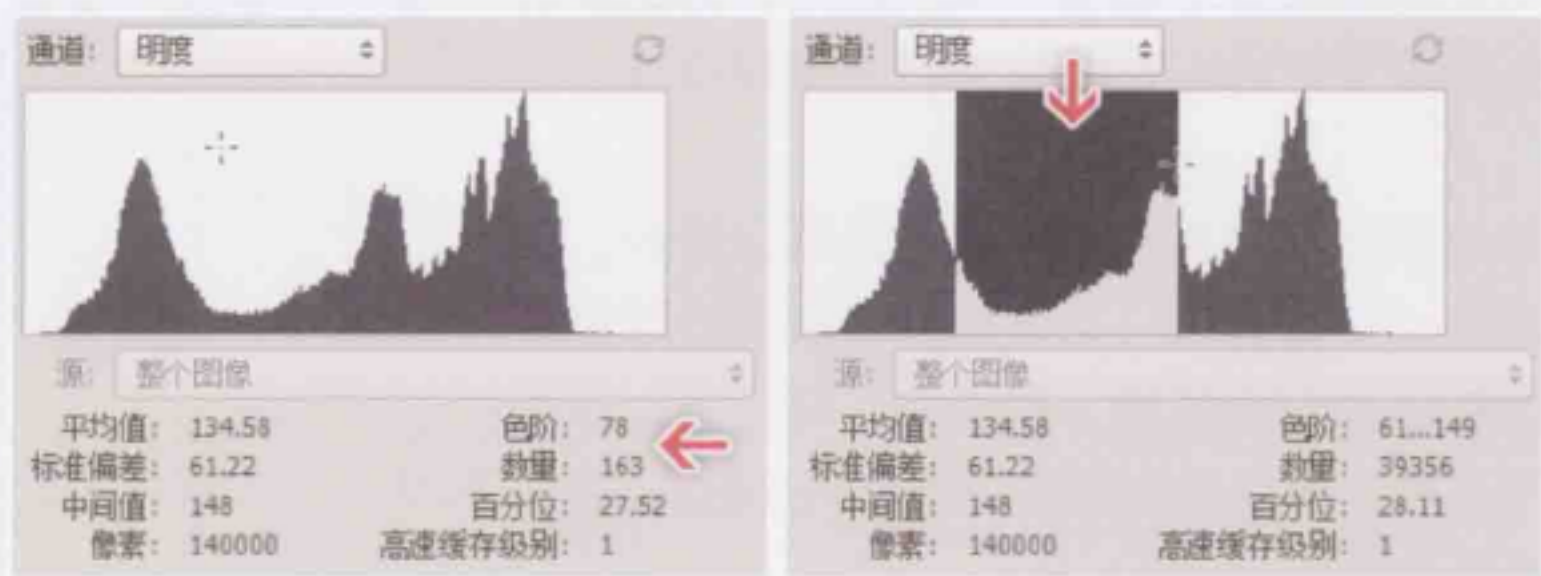 通道: 明度
源: 整个图像
平均值: 134.58 色阶: 78
标准偏差: 61.22 数量: 163
中间值: 148 百分位: 27.52
像素: 140000 高速缓存级别: 1
通道: 明度
源: 整个图像
平均值: 134.58 色阶: 61...149
标准偏差: 61.22 数量: 39356
中间值: 148 百分位: 28.11
像素: 140000 高速缓存级别: 1